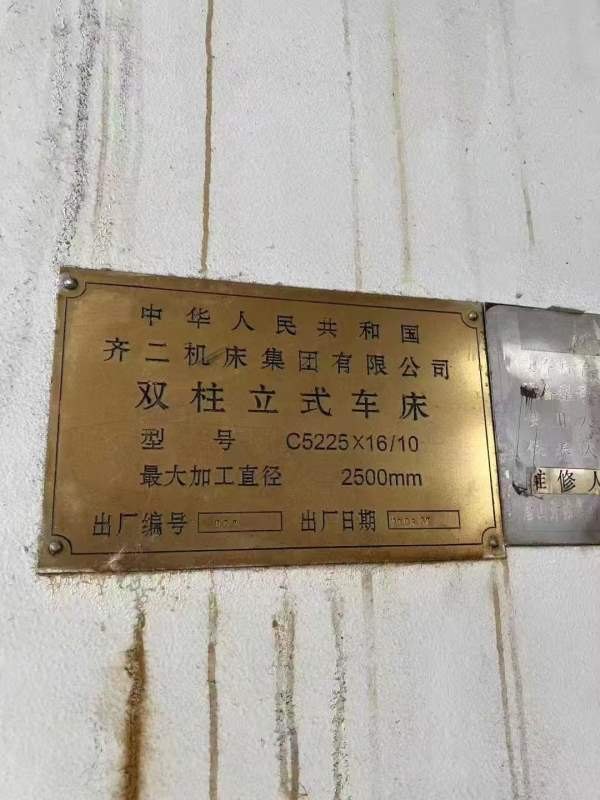 中华人民共和国
齐二机床集团有限公司
双柱立式车床
型号 C5225×16/10
最大加工直径 2500mm
出厂编号 出厂日期
修人